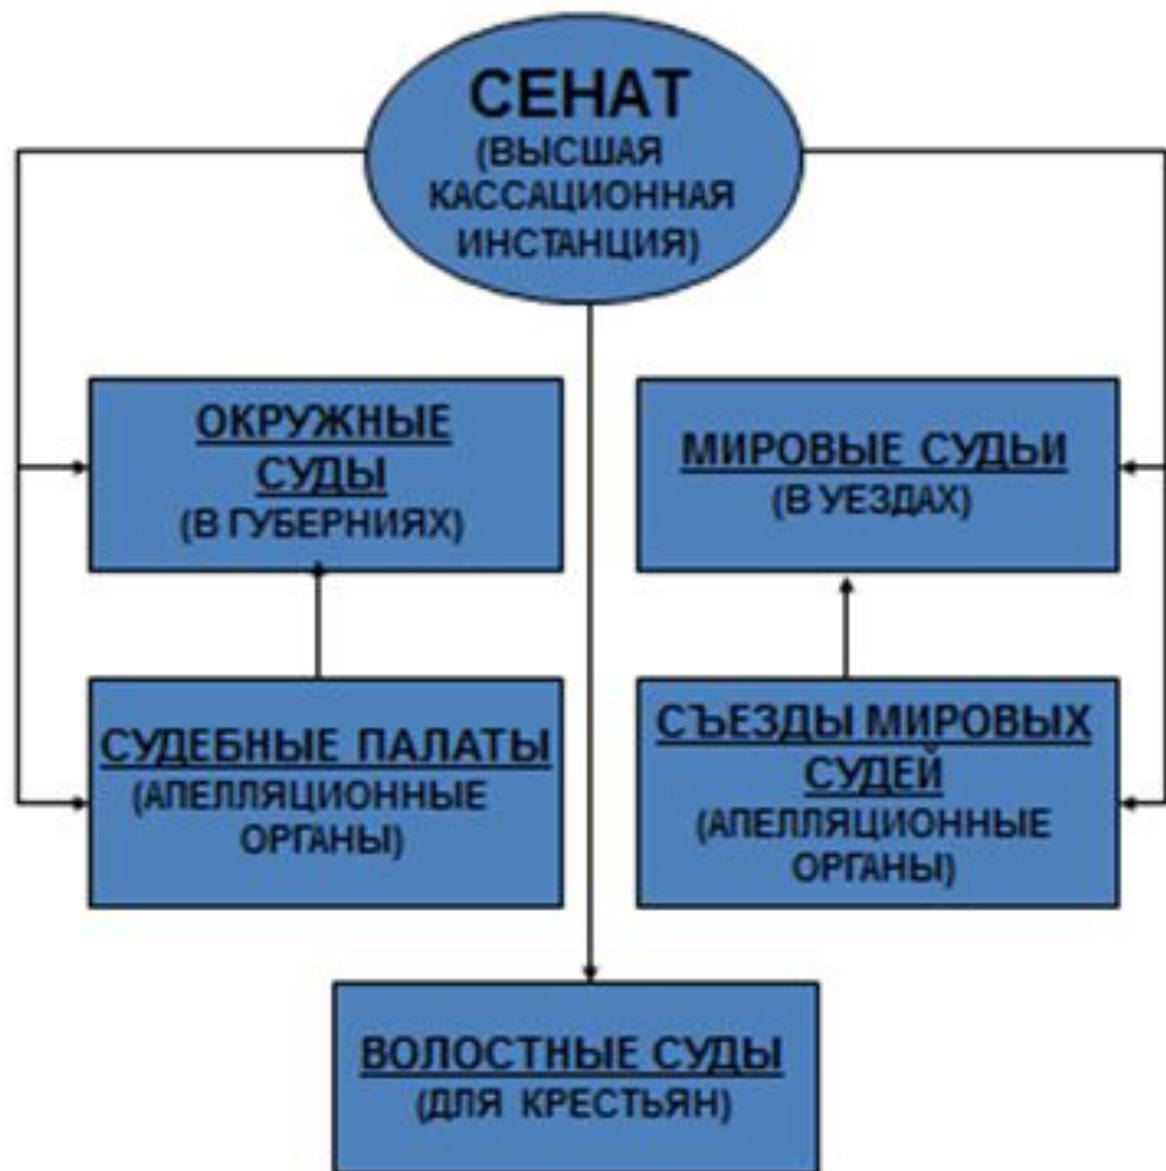 СЕНАТ
(ВЫСШАЯ
КАССАЦИОННАЯ
ИНСТАНЦИЯ)
ОКРУЖНЫЕ
СУДЫ
(В ГУБЕРНИЯХ)
МИРОВЫЕ СУДЬИ
(В УЕЗДАХ)
СУДЕБНЫЕ ПАЛАТЫ
(АПЕЛЛЯЦИОННЫЕ
ОРГАНЫ)
СЪЕЗДЫ МИРОВЫХ
СУДЕЙ
(АПЕЛЛЯЦИОННЫЕ
ОРГАНЫ)
ВОЛОСТНЫЕ СУДЫ
(ДЛЯ КРЕСТЬЯН)